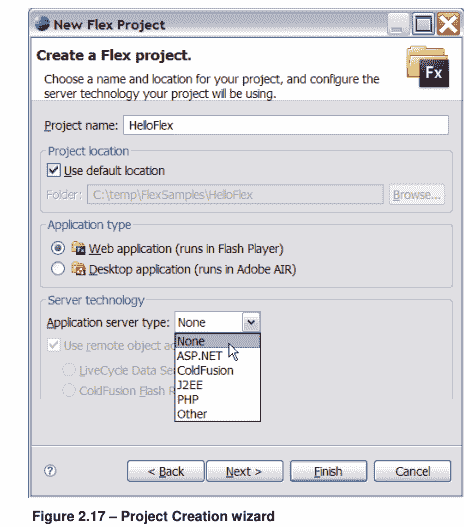 New Flex Project
Create a Flex project.
Choose a name and location for your project, and configure the
server technology your project will be using.
Fx
Project name: HelloFlex
Project location
Use default location
Folder: C:\temp\FlexSamples\HelloFlex Browse...
Application type
Web application (runs in Flash Player)
Desktop application (runs in Adobe AIR)
Server technology
Application server type: None
None
Use remote object
ASP.NET
LiveCycle Data
ColdFusion
J2EE
ColdFusion Flash
PHP
Other
? < Back Next > Finish Cancel
Figure 2.17 – Project Creation wizard